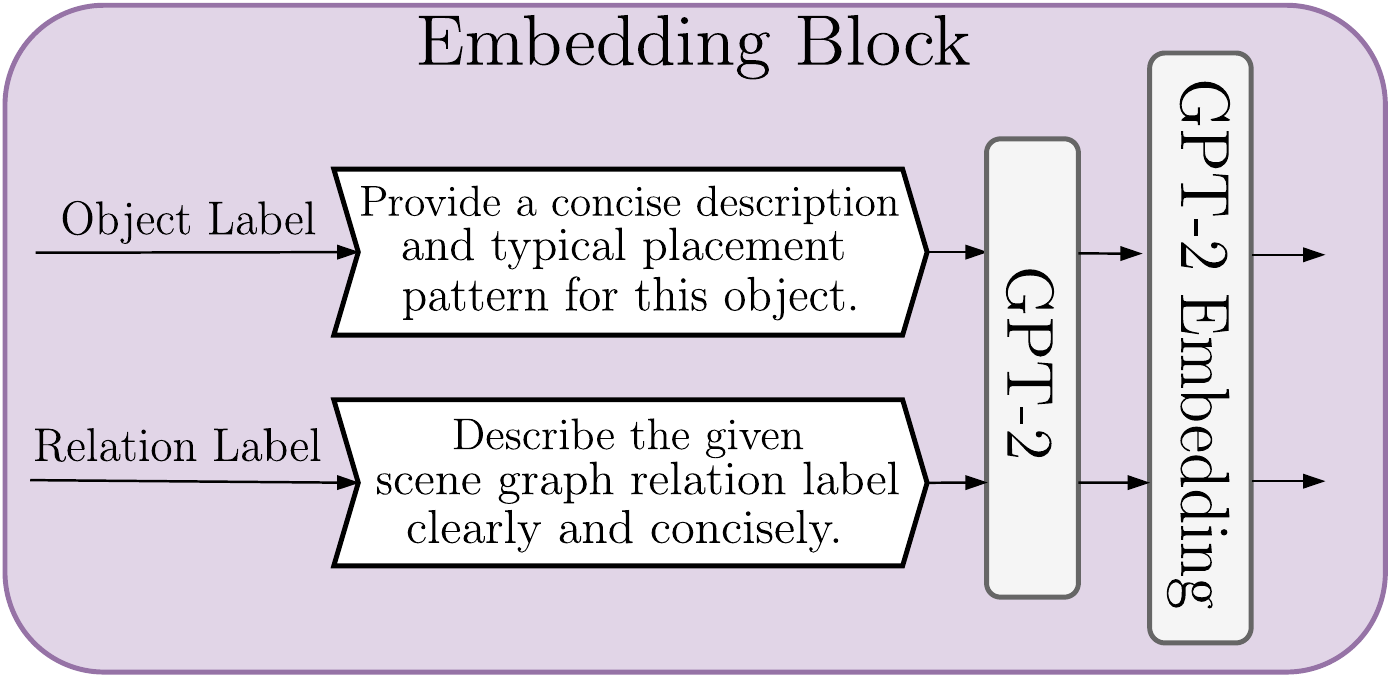 Embedding Block
Object Label
Provide a concise description
and typical placement
pattern for this object.
Relation Label
Describe the given
scene graph relation label
clearly and concisely.
GPT-2
GPT-2 Embedding